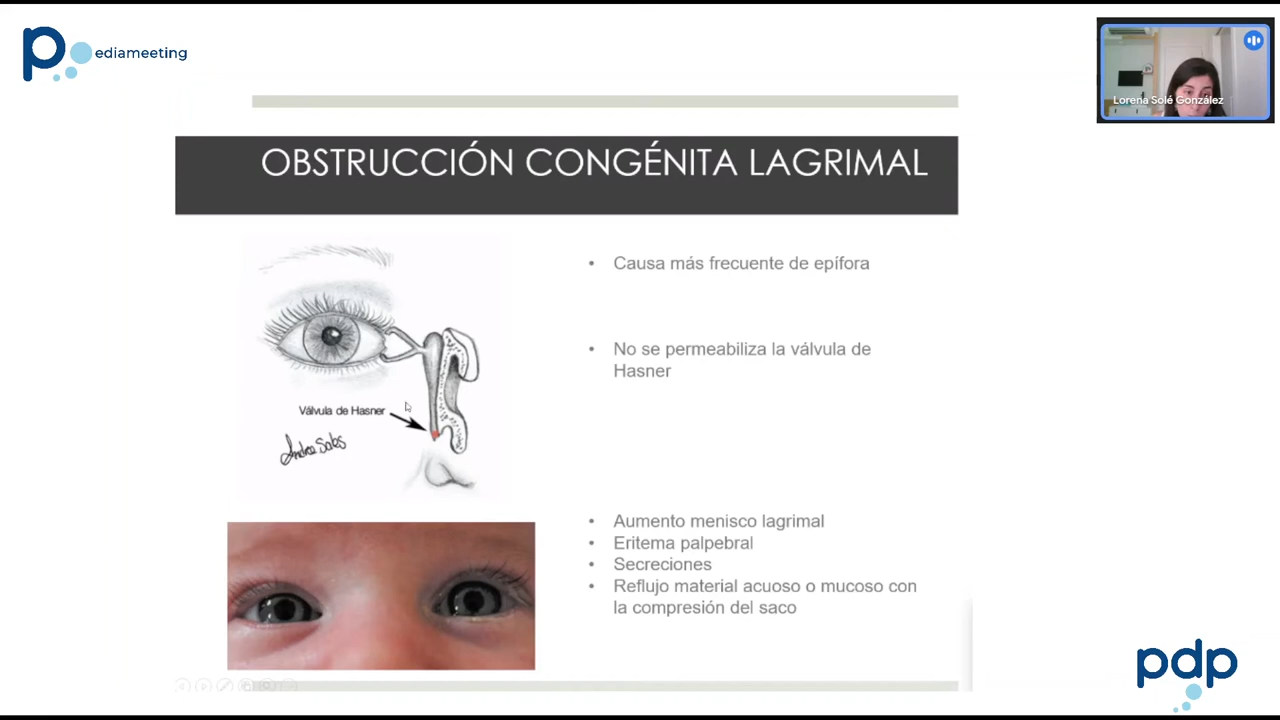 pediameeting
Lorena Solé González
OBSTRUCCIÓN CONGÉNITA LAGRIMAL
• Causa más frecuente de epífora
• No se permeabiliza la válvula de
Hasner
Válvula de Hasner
• Aumento menisco lagrimal
• Eritema palpebral
• Secreciones
• Reflujo material acuoso o mucoso con
la compresión del saco
pdp